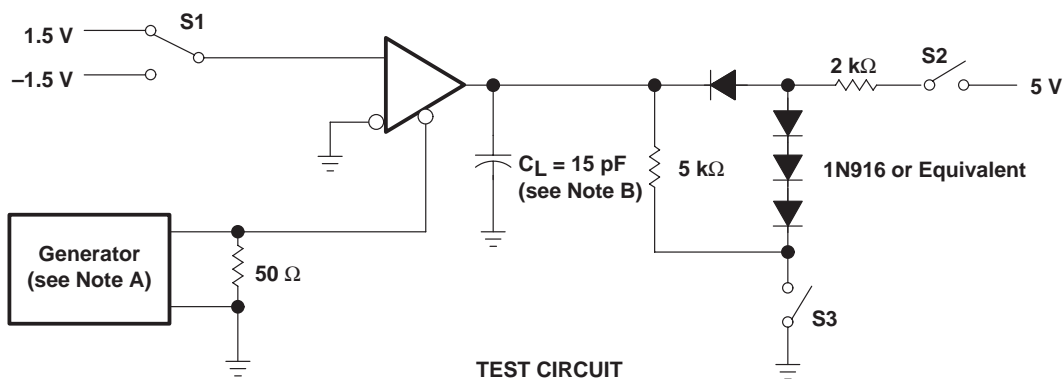 1.5 V
S1
–1.5 V
2 kΩ
S2
5 V
CL = 15 pF
(see Note B)
5 kΩ
1N916 or Equivalent
Generator
(see Note A)
50 Ω
S3
TEST CIRCUIT